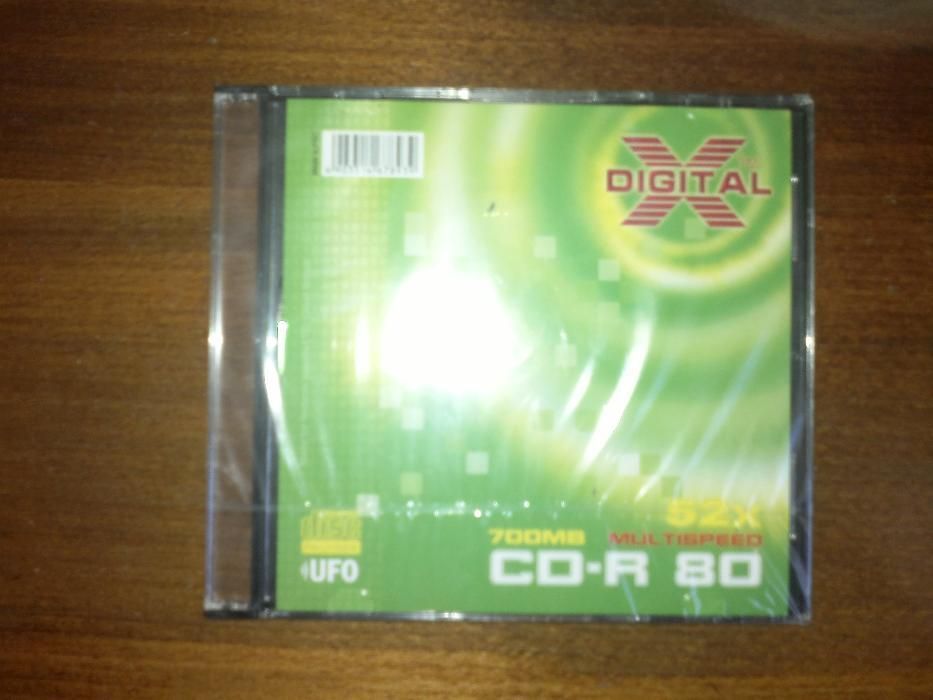 X
DIGITAL
52x
700MB MULTISPEED
CD-R 80
UFO